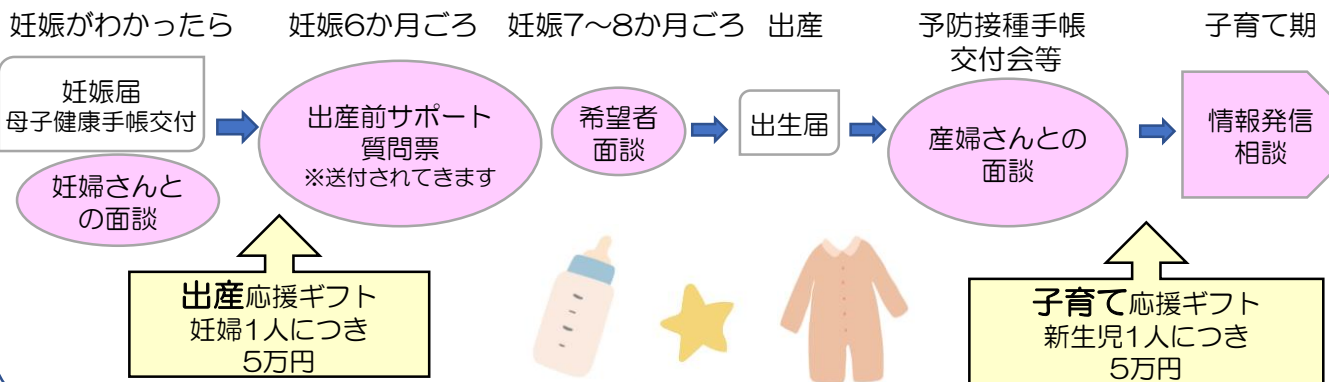 妊娠がわかったら
妊娠6か月ごろ
妊娠7～8か月ごろ
出産
予防接種手帳
交付会等
子育て期
妊娠届
母子健康手帳交付
妊婦さんと
の面談
出産前サポート
質問票
※送付されてきます
希望者
面談
出生届
産婦さんとの
面談
情報発信
相談
出産応援ギフト
妊婦1人につき
5万円
子育て応援ギフト
新生児1人につき
5万円